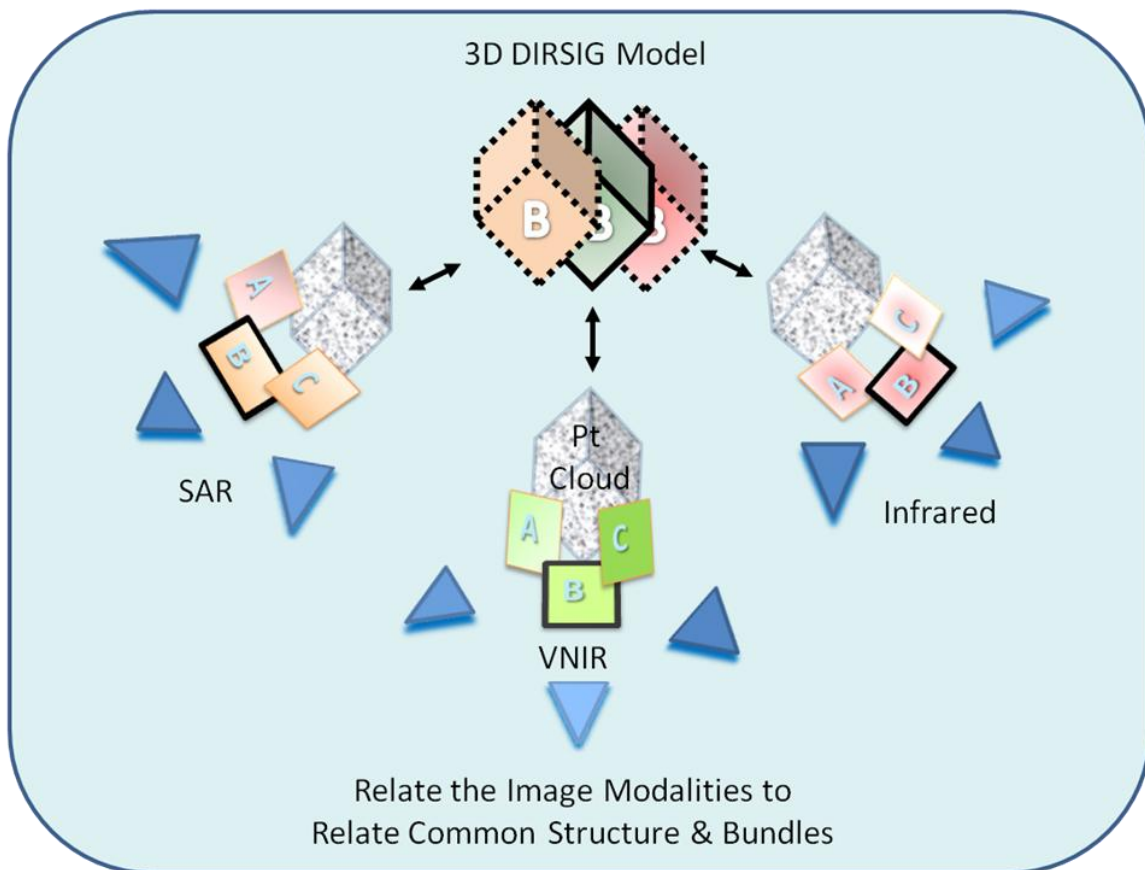 3D DIRSIG Model
B
B
B
A
B
C
SAR
C
A
B
Infrared
Pt
Cloud
A
C
B
VNIR
Relate the Image Modalities to
Relate Common Structure & Bundles